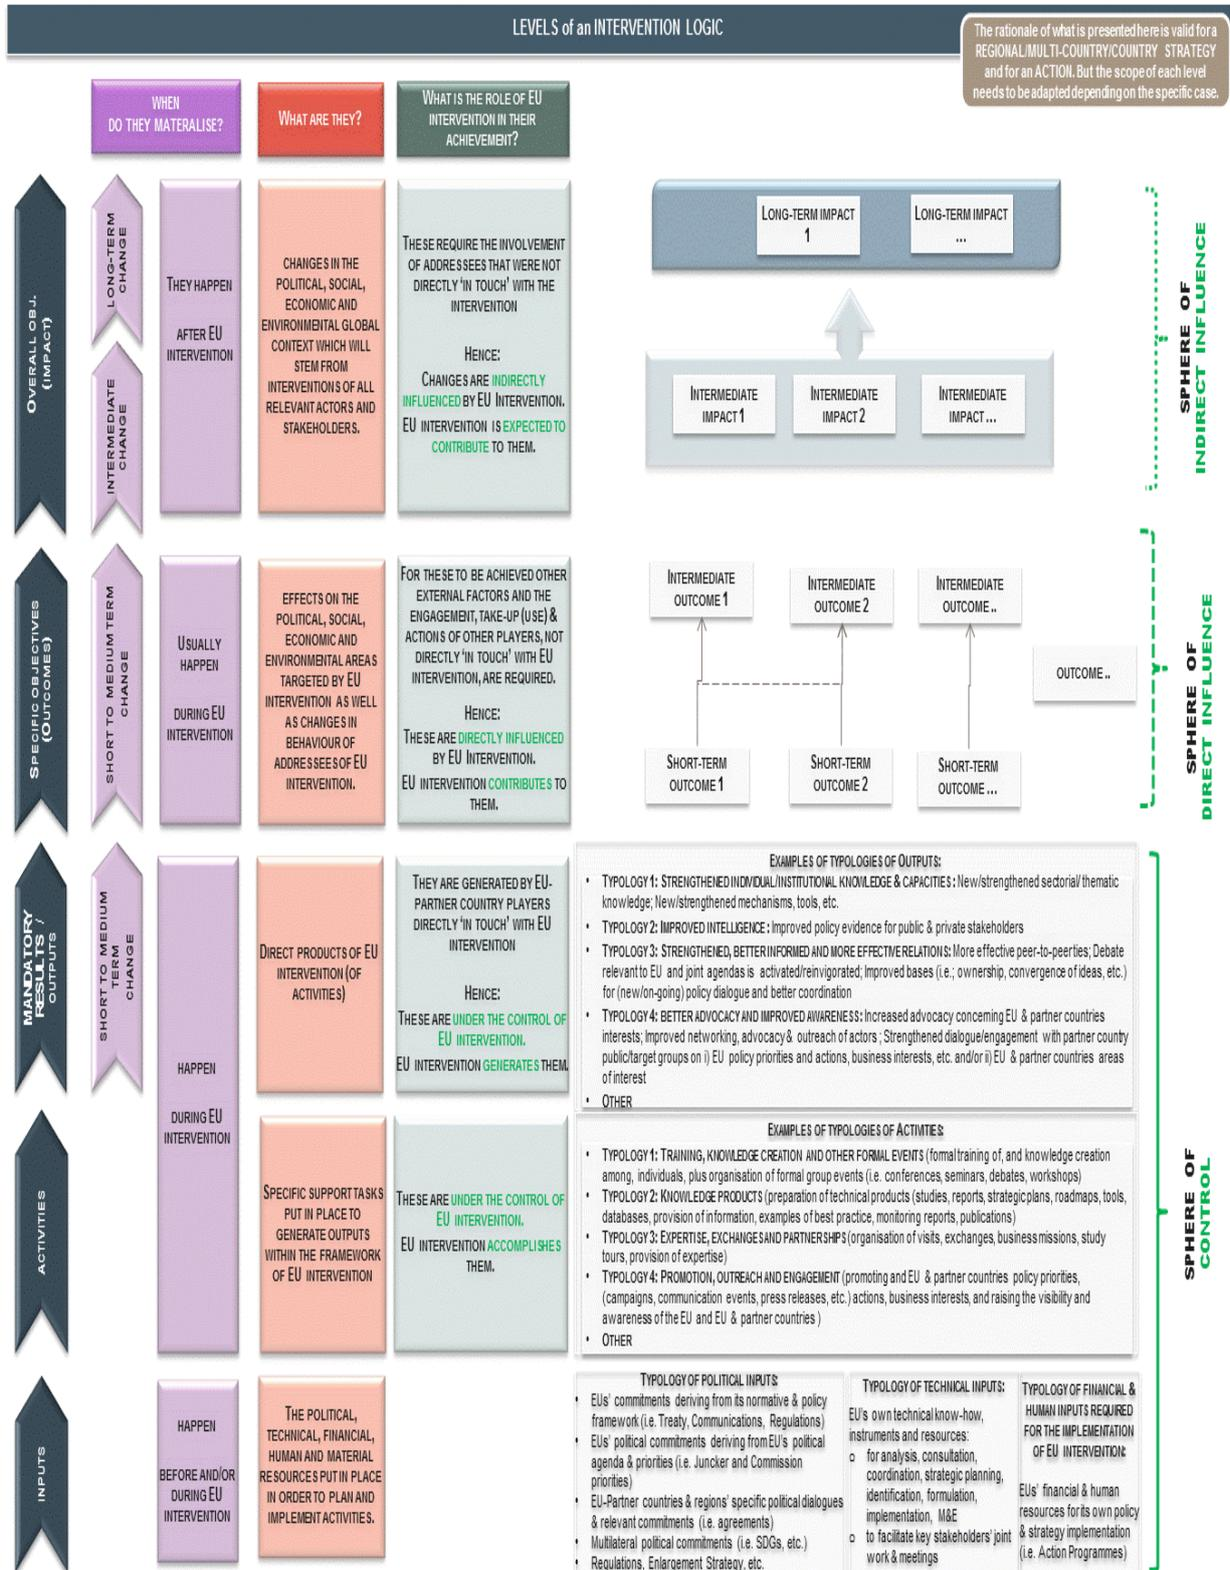 LEVELS of an INTERVENTION LOGIC
The rationale of what is presented here is valid for a
REGIONAL/MULTI-COUNTRY/COUNTRY STRATEGY
and for an ACTION. But the scope of each level
needs to be adapted depending on the specific case.
WHEN
DO THEY MATERALISE?
WHAT ARE THEY?
WHAT IS THE ROLE OF EU
INTERVENTION IN THEIR
ACHIEVEMENT?
OVERALL OBJ.
(IMPACT)
LONG-TERM
CHANGE
INTERMEDIATE
CHANGE
THEY HAPPEN
AFTER EU
INTERVENTION
CHANGES IN THE
POLITICAL, SOCIAL,
ECONOMIC AND
ENVIRONMENTAL GLOBAL
CONTEXT WHICH WILL
STEM FROM
INTERVENTIONS OF ALL
RELEVANT ACTORS AND
STAKEHOLDERS.
THESE REQUIRE THE INVOLVEMENT
OF ADDRESSEES THAT WERE NOT
DIRECTLY 'IN TOUCH' WITH THE
INTERVENTION
HENCE:
CHANGES ARE INDIRECTLY
INFLUENCED BY EU INTERVENTION.
EU INTERVENTION IS EXPECTED TO
CONTRIBUTE TO THEM.
LONG-TERM IMPACT
1
LONG-TERM IMPACT
...
INTERMEDIATE
IMPACT 1
INTERMEDIATE
IMPACT 2
INTERMEDIATE
IMPACT ...
SPHERE OF
INDIRECT INFLUENCE
SPECIFIC OBJECTIVES
(OUTCOMES)
SHORT TO MEDIUM TERM
CHANGE
USUALLY
HAPPEN
DURING EU
INTERVENTION
EFFECTS ON THE
POLITICAL, SOCIAL,
ECONOMIC AND
ENVIRONMENTAL AREAS
TARGETED BY EU
INTERVENTION AS WELL
AS CHANGES IN
BEHAVIOUR OF
ADDRESSEES OF EU
INTERVENTION.
FOR THESE TO BE ACHIEVED OTHER
EXTERNAL FACTORS AND THE
ENGAGEMENT, TAKE-UP (USE) &
ACTIONS OF OTHER PLAYERS, NOT
DIRECTLY 'IN TOUCH' WITH EU
INTERVENTION, ARE REQUIRED.
HENCE:
THESE ARE DIRECTLY INFLUENCED
BY EU INTERVENTION.
EU INTERVENTION CONTRIBUTES TO
THEM.
INTERMEDIATE
OUTCOME 1
INTERMEDIATE
OUTCOME 2
INTERMEDIATE
OUTCOME ..
OUTCOME ..
SHORT-TERM
OUTCOME 1
SHORT-TERM
OUTCOME 2
SHORT-TERM
OUTCOME ...
SPHERE OF
DIRECT INFLUENCE
MANDATORY
RESULTS /
OUTPUTS
SHORT TO MEDIUM
TERM
CHANGE
HAPPEN
DURING EU
INTERVENTION
DIRECT PRODUCTS OF EU
INTERVENTION (OF
ACTIVITIES)
THEY ARE GENERATED BY EU-
PARTNER COUNTRY PLAYERS
DIRECTLY 'IN TOUCH' WITH EU
INTERVENTION
HENCE:
THESE ARE UNDER THE CONTROL OF
EU INTERVENTION.
EU INTERVENTION GENERATES THEM.
EXAMPLES OF TYPOLOGIES OF OUTPUTS:
• TYPOLOGY 1: STRENGTHENED INDIVIDUAL/INSTITUTIONAL KNOWLEDGE & CAPACITIES: New/strengthened sectorial/ thematic
knowledge; New/strengthened mechanisms, tools, etc.
• TYPOLOGY 2: IMPROVED INTELLIGENCE: Improved policy evidence for public & private stakeholders
• TYPOLOGY 3: STRENGTHENED, BETTER INFORMED AND MORE EFFECTIVE RELATIONS: More effective peer-to-peerties; Debate
relevant to EU and joint agendas is activated/reinvigorated; Improved bases (i.e.; ownership, convergence of ideas, etc.)
for (new/on-going) policy dialogue and better coordination
• TYPOLOGY 4: BETTER ADVOCACY AND IMPROVED AWARENESS: Increased advocacy concerning EU & partner countries
interests; Improved networking, advocacy & outreach of actors ; Strengthened dialogue/engagement with partner county
public/target groups on i) EU policy priorities and actions, business interests, etc. and/or ii) EU & partner countries areas
of interest
• OTHER
ACTIVITIES
SPECIFIC SUPPORT TASKS
PUT IN PLACE TO
GENERATE OUTPUTS
WITHIN THE FRAMEWORK
OF EU INTERVENTION
THESE ARE UNDER THE CONTROL OF
EU INTERVENTION.
EU INTERVENTION ACCOMPLISHES
THEM.
EXAMPLES OF TYPOLOGIES OF ACTIVITIES:
• TYPOLOGY 1: TRAINING, KNOWLEDGE CREATION AND OTHER FORMAL EVENTS (formal training of, and knowledge creation
among, individuals, plus organisation of formal group events (i.e. conferences, seminars, debates, workshops)
• TYPOLOGY 2: KNOWLEDGE PRODUCTS (preparation of technical products (studies, reports, strategic plans, roadmaps, tools,
databases, provision of information, examples of best practice, monitoring reports, publications)
• TYPOLOGY 3: EXPERTISE, EXCHANGES AND PARTNERSHIPS (organisation of visits, exchanges, business missions, study
tours, provision of expertise)
• TYPOLOGY 4: PROMOTION, OUTREACH AND ENGAGEMENT (promoting and EU & partner countries policy priorities,
(campaigns, communication events, press releases, etc.) actions, business interests, and raising the visibility and
awareness of the EU and EU & partner countries )
• OTHER
SPHERE OF
CONTROL
INPUTS
HAPPEN
BEFORE AND/OR
DURING EU
INTERVENTION
THE POLITICAL,
TECHNICAL, FINANCIAL,
HUMAN AND MATERIAL
RESOURCES PUT IN PLACE
IN ORDER TO PLAN AND
IMPLEMENT ACTIVITIES.
TYPOLOGY OF POLITICAL INPUTS:
• EUs' commitments deriving from its normative & policy
framework (i.e. Treaty, Communications, Regulations)
• EUs' political commitments deriving from EU's political
agenda & priorities (i.e. Juncker and Commission
priorities)
• EU-Partner countries & regions' specific political dialogues
& relevant commitments (i.e. agreements)
• Multilateral political commitments (i.e. SDGs, etc.)
• Regulations, Enlargement Strategy, etc.
TYPOLOGY OF TECHNICAL INPUTS:
EU's own technical know-how,
instruments and resources:
o for analysis, consultation,
coordination, strategic planning,
identification, formulation,
implementation, M&E
o to facilitate key stakeholders' joint
work & meetings
TYPOLOGY OF FINANCIAL &
HUMAN INPUTS REQUIRED
FOR THE IMPLEMENTATION
OF EU INTERVENTION:
EUs' financial & human
resources for its own policy
& strategy implementation
(i.e. Action Programmes)